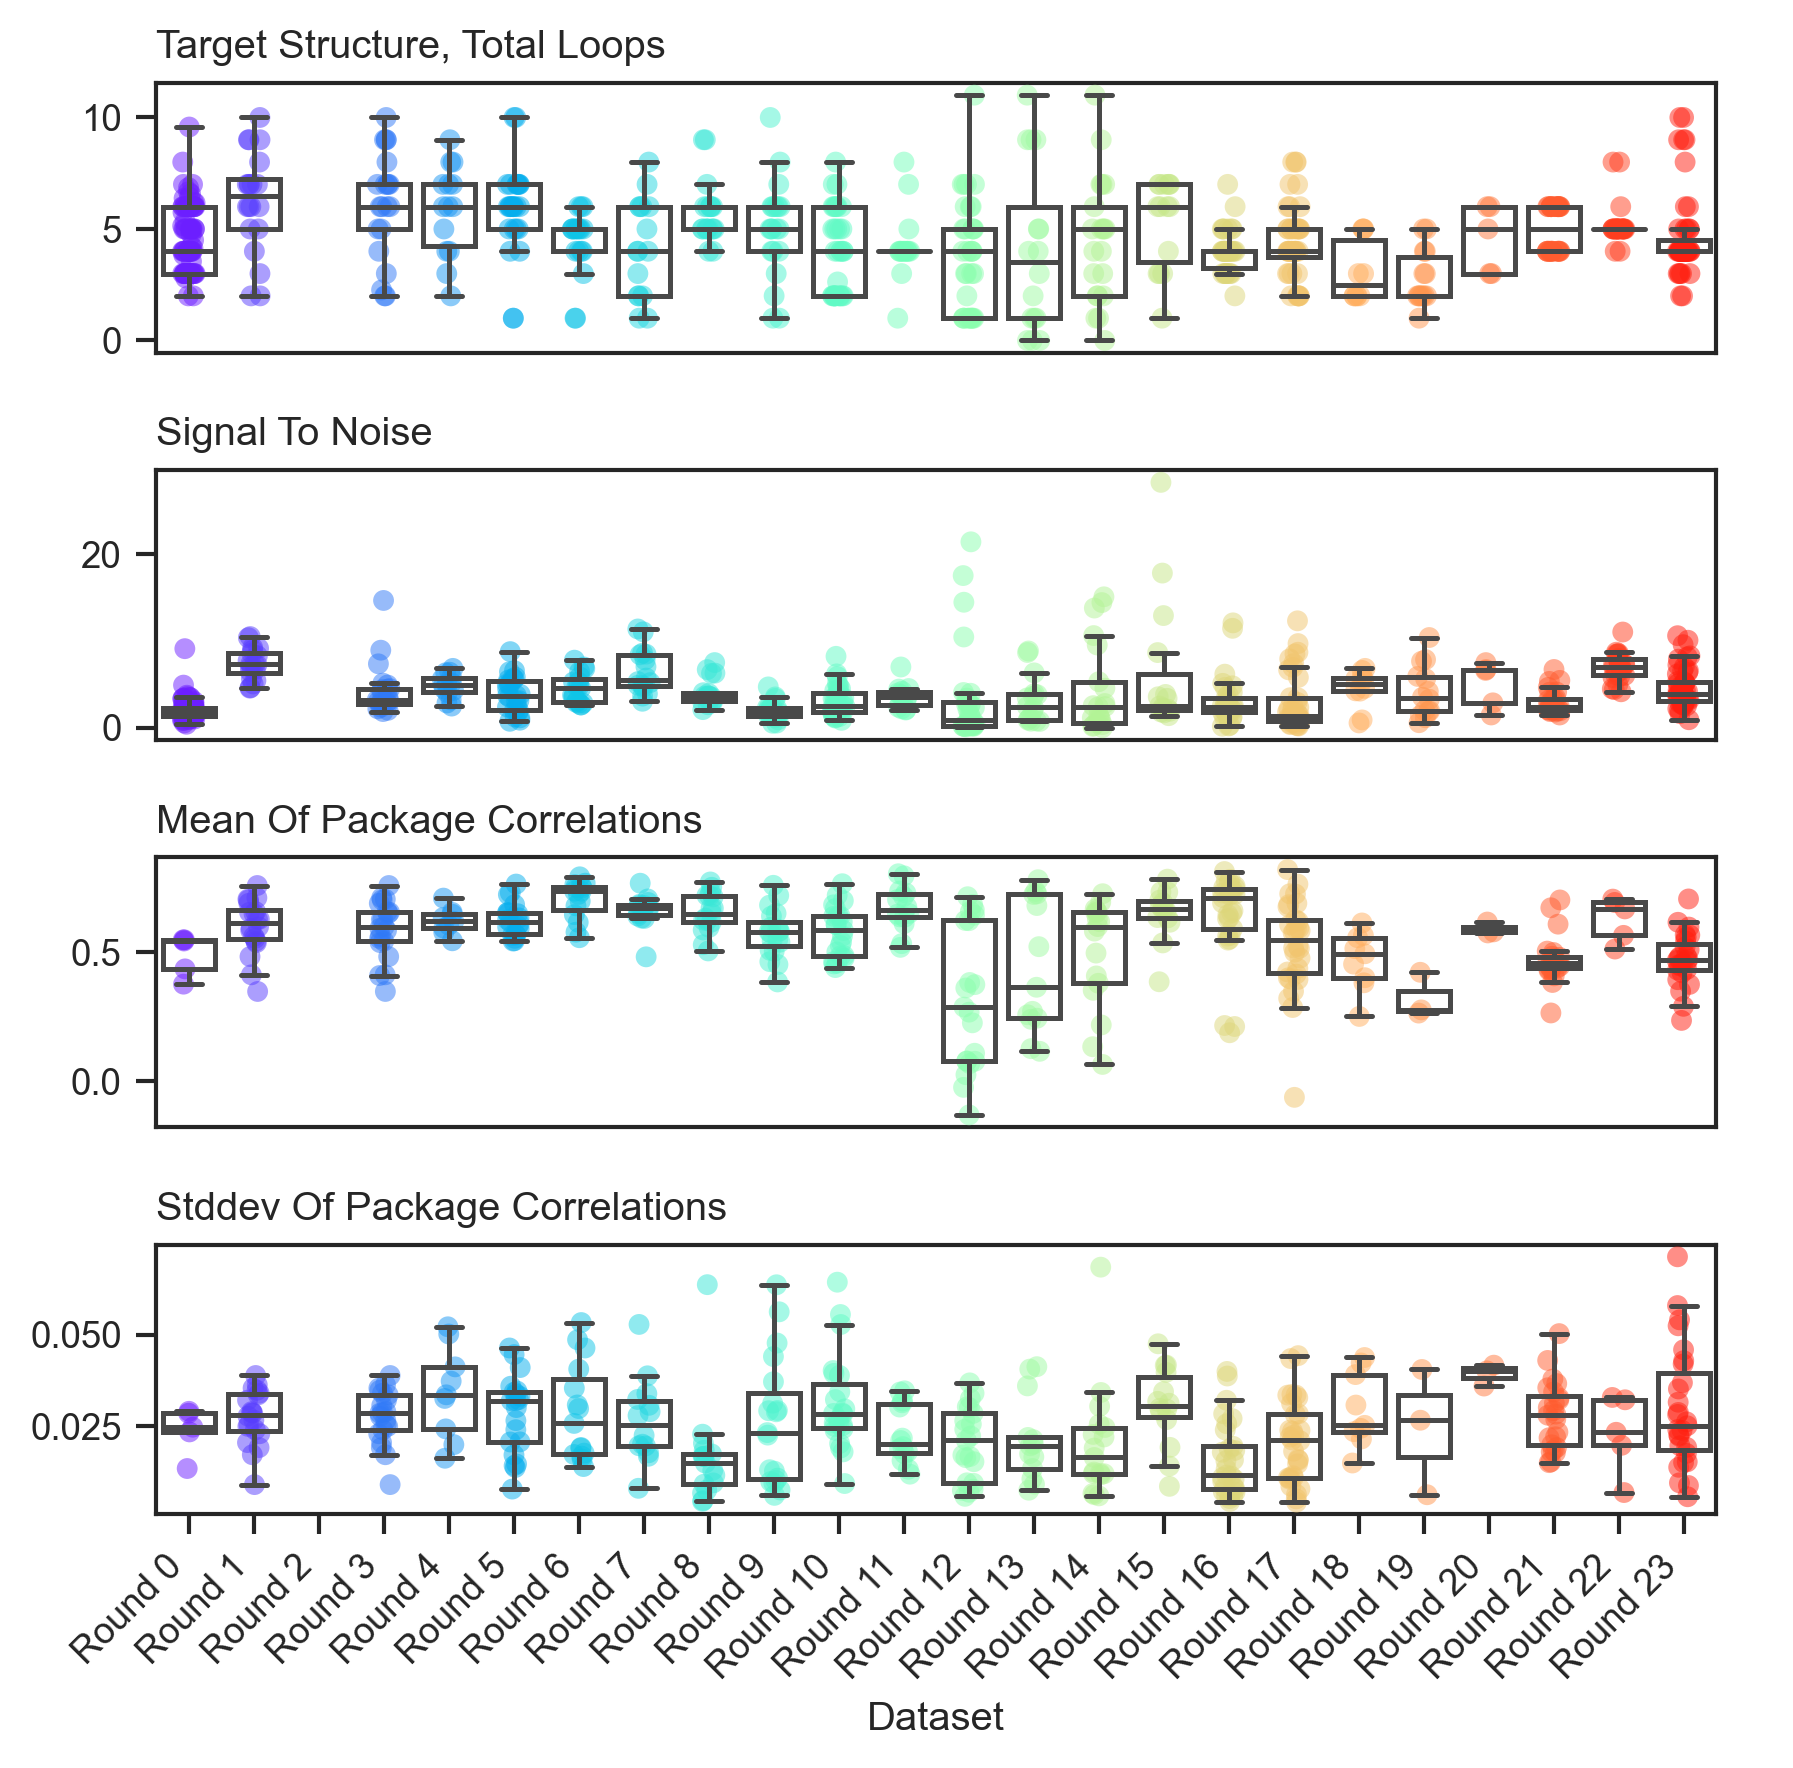 Target Structure, Total Loops
10
5
0
Signal To Noise
20
0
Mean Of Package Correlations
0.5
0.0
Stddev Of Package Correlations
0.050
0.025
Round 0
Round 1
Round 2
Round 3
Round 4
Round 5
Round 6
Round 7
Round 8
Round 9
Round 10
Round 11
Round 12
Round 13
Round 14
Round 15
Round 16
Round 17
Round 18
Round 19
Round 20
Round 21
Round 22
Round 23
Dataset